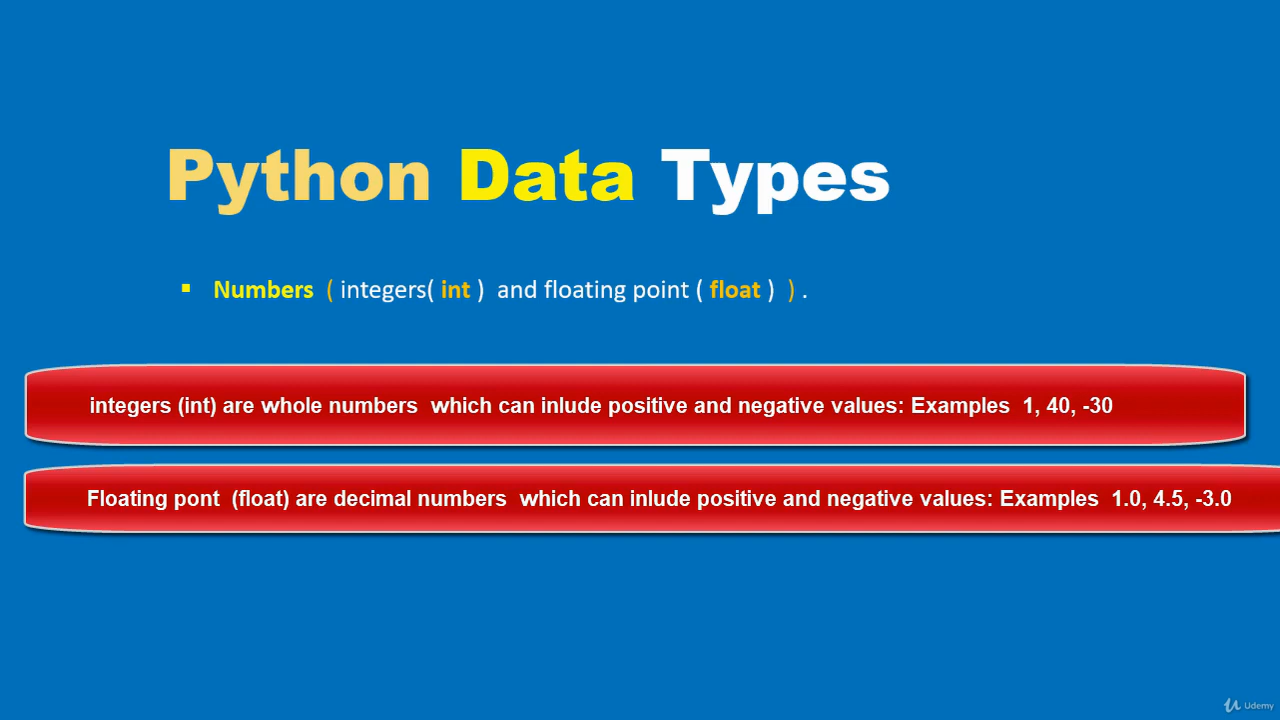 Python Data Types
▪ Numbers ( integers( int ) and floating point ( float ) ) .
integers (int) are whole numbers which can inlude positive and negative values: Examples 1, 40, -30
Floating pont (float) are decimal numbers which can inlude positive and negative values: Examples 1.0, 4.5, -3.0
Udemy